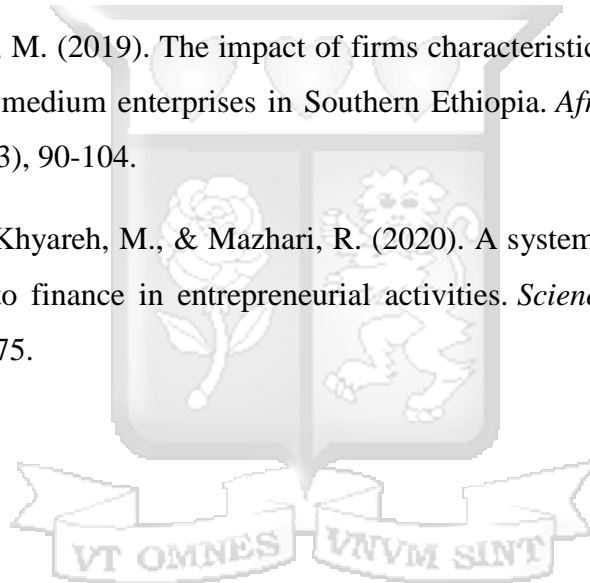 , M. (2019). The impact of firms characteristic
medium enterprises in Southern Ethiopia. Afr
3), 90-104.
Khyareh, M., & Mazhari, R. (2020). A system
to finance in entrepreneurial activities. Scienc
75.
VT OMNES VNVM SINT